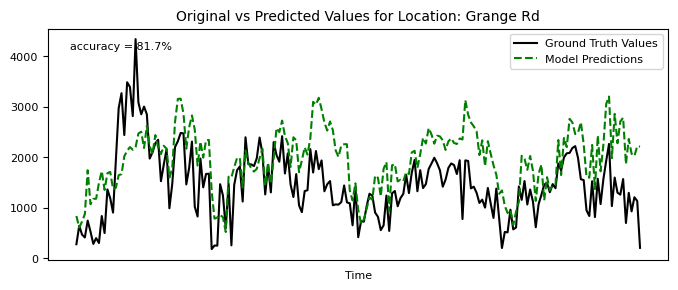 Original vs Predicted Values for Location: Grange Rd
accuracy = 81.7%
Ground Truth Values
Model Predictions
4000
3000
2000
1000
0
Time